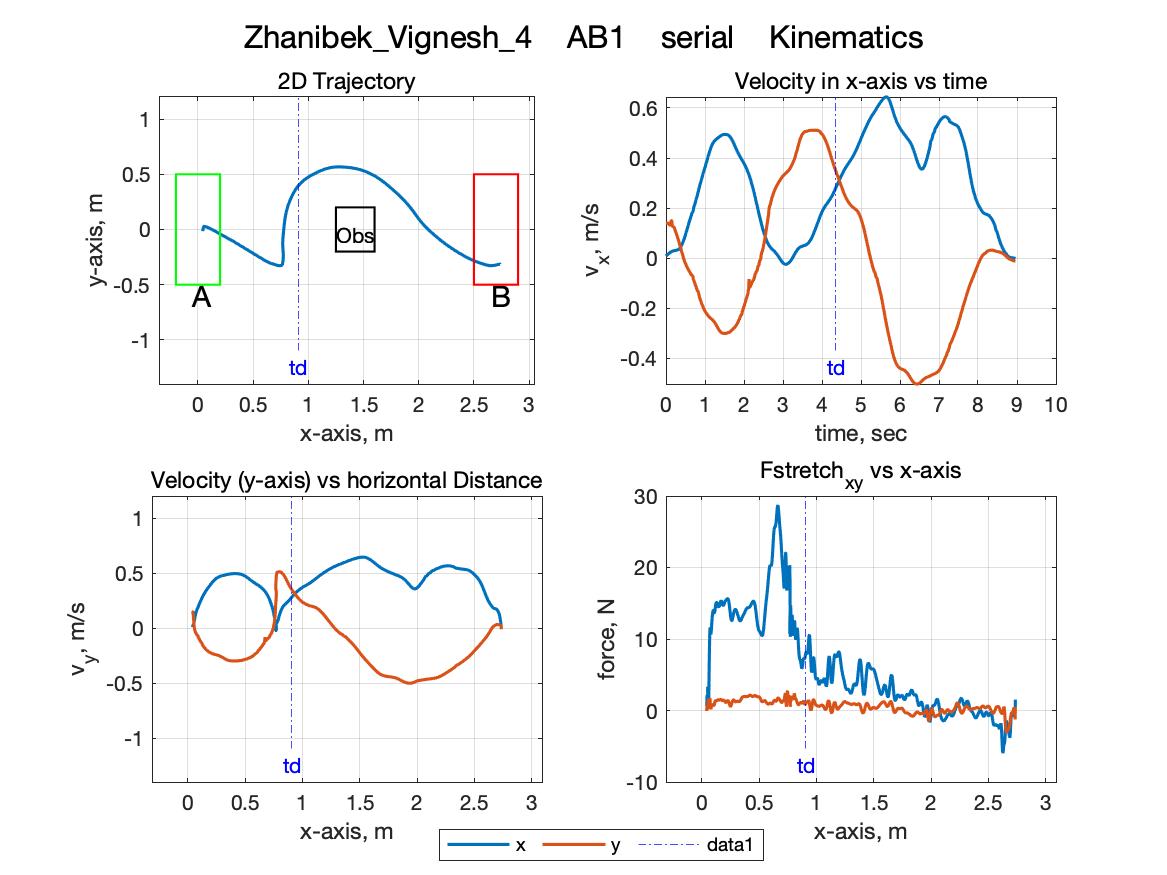 Zhanibek_Vignesh_4 AB1 serial Kinematics
2D Trajectory
1
0.5
0
-0.5
-1
y-axis, m
A
Obs
B
td
0 0.5 1 1.5 2 2.5 3
x-axis, m
Velocity in x-axis vs time
0.6
0.4
0.2
0
-0.2
-0.4
vx, m/s
td
0 1 2 3 4 5 6 7 8 9 10
time, sec
Velocity (y-axis) vs horizontal Distance
1
0.5
0
-0.5
-1
vy, m/s
td
0 0.5 1 1.5 2 2.5 3
x-axis, m
Fstretchxy vs x-axis
30
20
10
0
-10
force, N
td
0 0.5 1 1.5 2 2.5 3
x-axis, m
x y data1